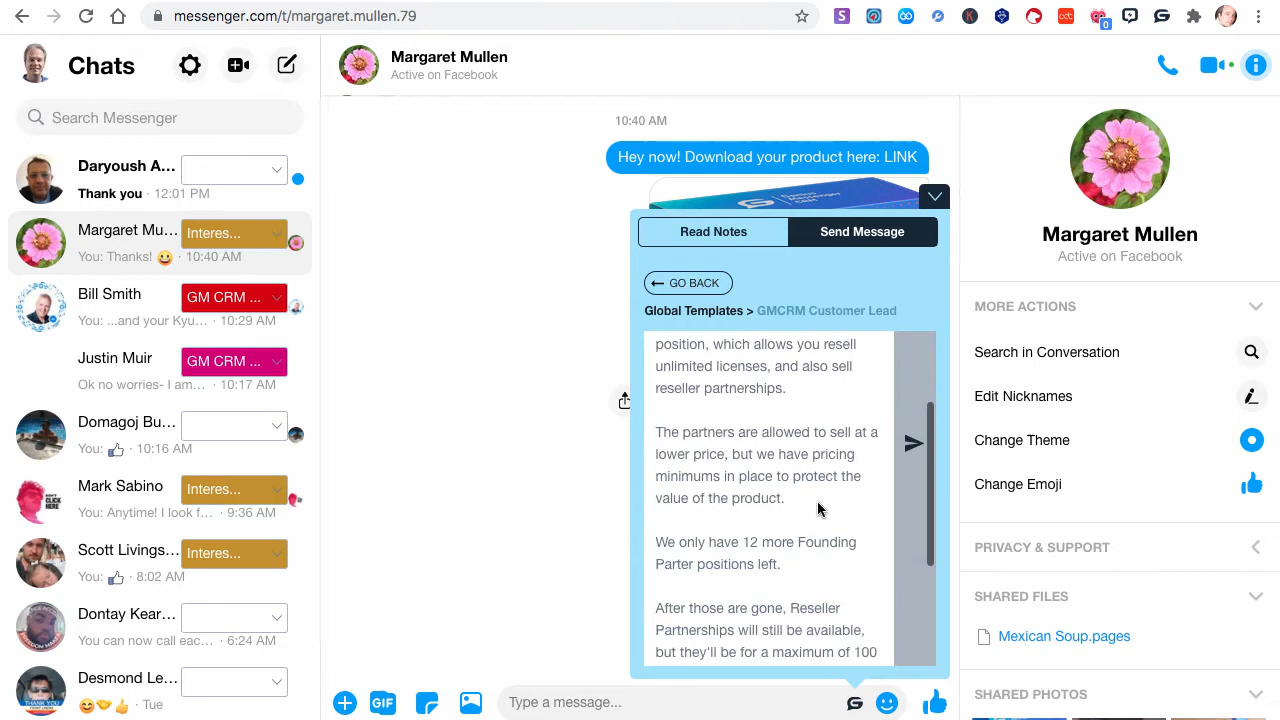 messenger.com/t/margaret.mullen.79
0
Chats
Search Messenger
Daryoush A...
Thank you · 12:01 PM
Margaret Mu...
Interes...
You: Thanks! 😀 · 10:40 AM
Bill Smith
GM CRM ...
You: ...and your Kyu... · 10:29 AM
Justin Muir
GM CRM ...
Ok no worries- I am... · 10:17 AM
Domagoj Bu...
You: 👍 · 10:16 AM
Mark Sabino
Interes...
You: Anytime! I look f... · 9:36 AM
Scott Livings...
Interes...
You: 👍 · 8:02 AM
Dontay Kear...
You can now call eac... · 6:24 AM
Desmond Le...
😊🤝👍 · Tue
Margaret Mullen
Active on Facebook
10:40 AM
Hey now! Download your product here: LINK
Read Notes
Send Message
GO BACK
Global Templates > GMCRM Customer Lead
position, which allows you resell
unlimited licenses, and also sell
reseller partnerships.
The partners are allowed to sell at a
lower price, but we have pricing
minimums in place to protect the
value of the product.
We only have 12 more Founding
Parter positions left.
After those are gone, Reseller
Partnerships will still be available,
but they'll be for a maximum of 100
GIF
Type a message...
Margaret Mullen
Active on Facebook
MORE ACTIONS
Search in Conversation
Edit Nicknames
Change Theme
Change Emoji
PRIVACY & SUPPORT
SHARED FILES
Mexican Soup.pages
SHARED PHOTOS